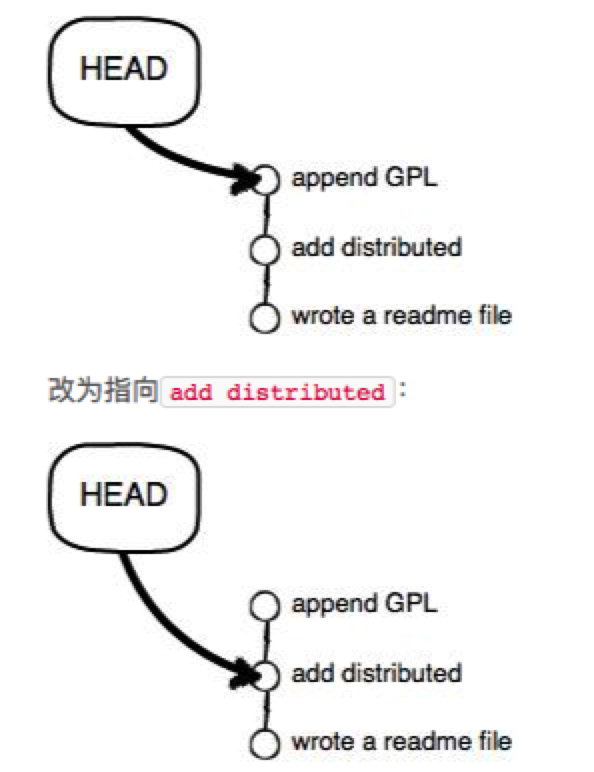 HEAD
append GPL
add distributed
wrote a readme file
改为指向 add distributed：
HEAD
append GPL
add distributed
wrote a readme file